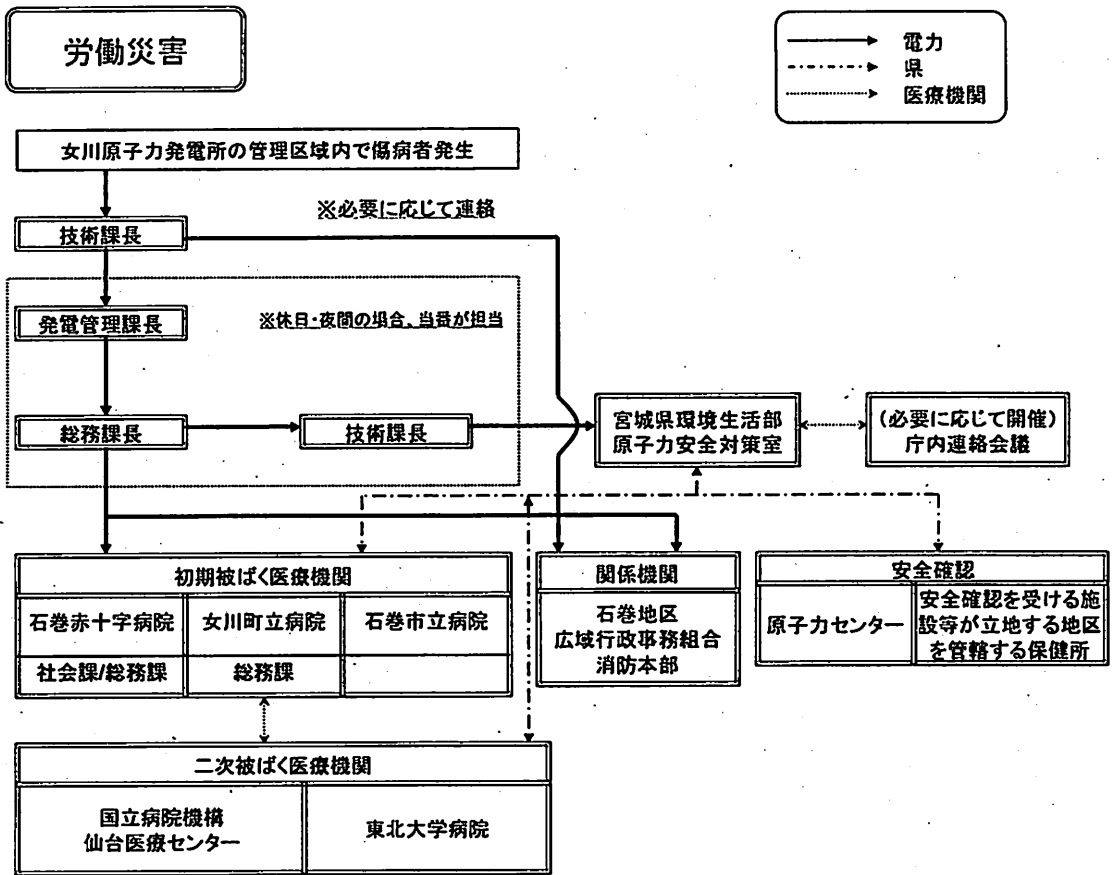 労働災害
電力
県
医療機関
女川原子力発電所の管理区域内で傷病者発生
※必要に応じて連絡
技術課長
発電管理課長
※休日・夜間の場合、当番が担当
総務課長
技術課長
宮城県環境生活部
原子力安全対策室
(必要に応じて開催)
庁内連絡会議
初期被ばく医療機関
石巻赤十字病院
女川町立病院
石巻市立病院
社会課/総務課
総務課
関係機関
石巻地区
広域行政事務組合
消防本部
安全確認
原子力センター
安全確認を受ける施
設等が立地する地区
を管轄する保健所
二次被ばく医療機関
国立病院機構
仙台医療センター
東北大学病院